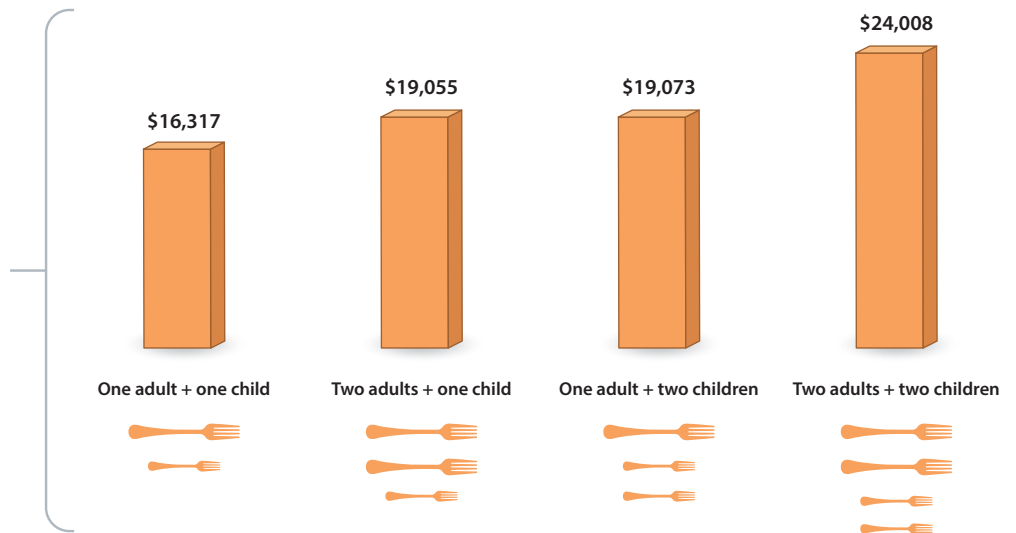 $24,008
$19,055
$19,073
$16,317
One adult + one child
Two adults + one child
One adult + two children
Two adults + two children